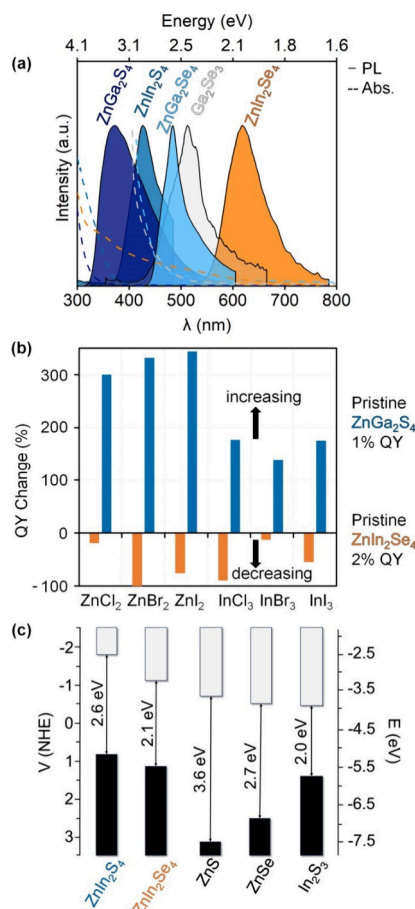 Energy (eV)
4.1 3.1 2.5 2.1 1.8 1.6
(a)
ZnGa₂S₄
ZnIn₂S₄
ZnGa₂Se₄
Ga₂Se₃
ZnIn₂Se₄
– PL
-- Abs.
Intensity (a.u.)
300 400 500 600 700 800
λ (nm)
(b)
QY Change (%)
300
200
100
0
-100
increasing
decreasing
Pristine
ZnGa₂S₄
1% QY
Pristine
ZnIn₂Se₄
2% QY
ZnCl₂ ZnBr₂ ZnI₂ InCl₃ InBr₃ InI₃
(c)
V (NHE)
-2
-1
0
1
2
3
2.6 eV
2.1 eV
3.6 eV
2.7 eV
2.0 eV
-2.5
-3.5
-4.5
-5.5
-6.5
-7.5
E (eV)
ZnIn₂S₄
ZnIn₂Se₄
ZnS
ZnSe
In₂S₃